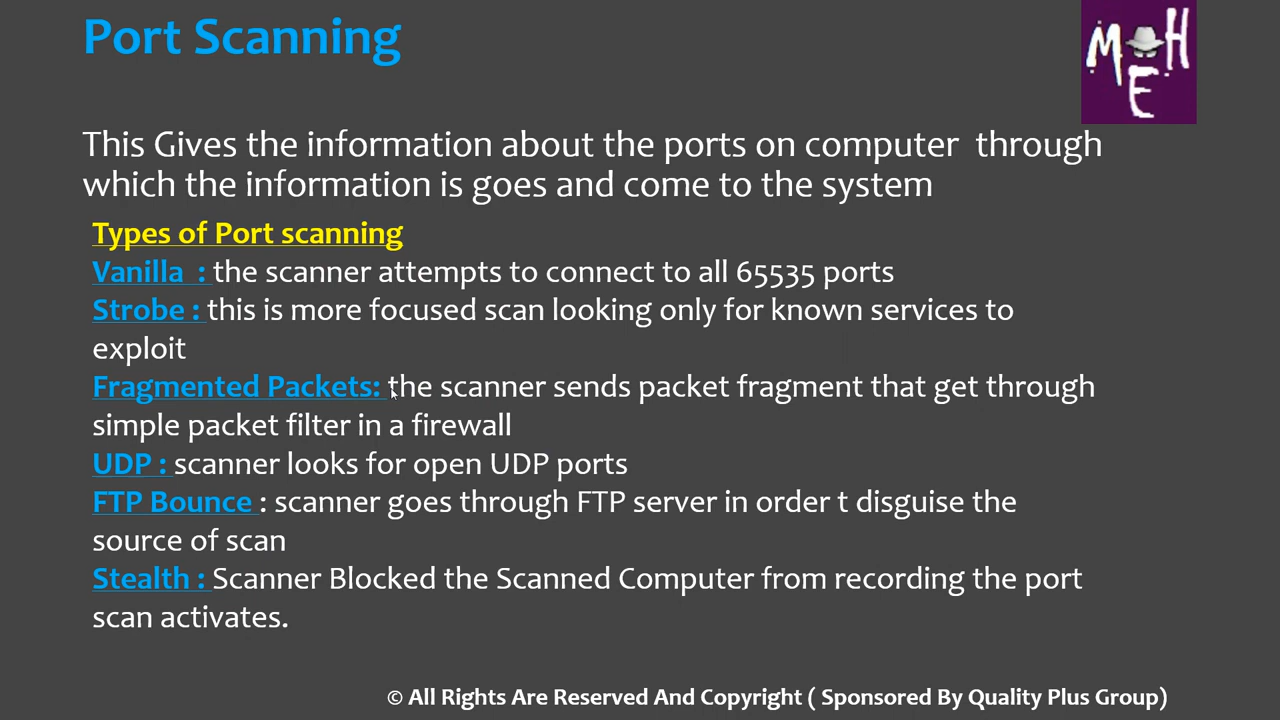 Port Scanning
M E H
This Gives the information about the ports on computer through
which the information is goes and come to the system
Types of Port scanning
Vanilla : the scanner attempts to connect to all 65535 ports
Strobe : this is more focused scan looking only for known services to
exploit
Fragmented Packets: the scanner sends packet fragment that get through
simple packet filter in a firewall
UDP : scanner looks for open UDP ports
FTP Bounce : scanner goes through FTP server in order t disguise the
source of scan
Stealth : Scanner Blocked the Scanned Computer from recording the port
scan activates.
© All Rights Are Reserved And Copyright ( Sponsored By Quality Plus Group)